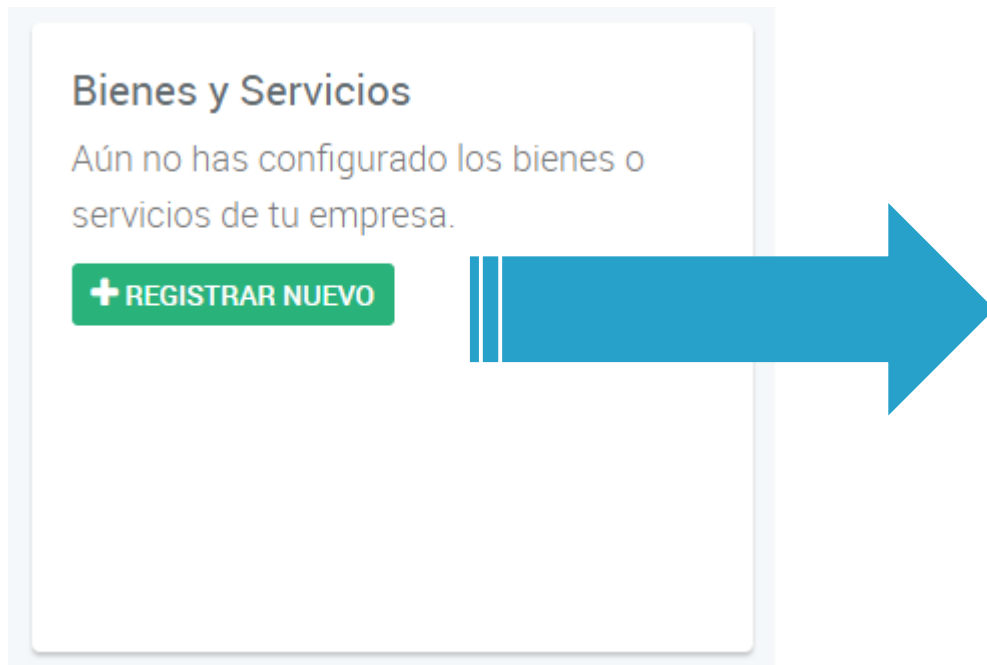 Bienes y Servicios
Aún no has configurado los bienes o
servicios de tu empresa.
+ REGISTRAR NUEVO